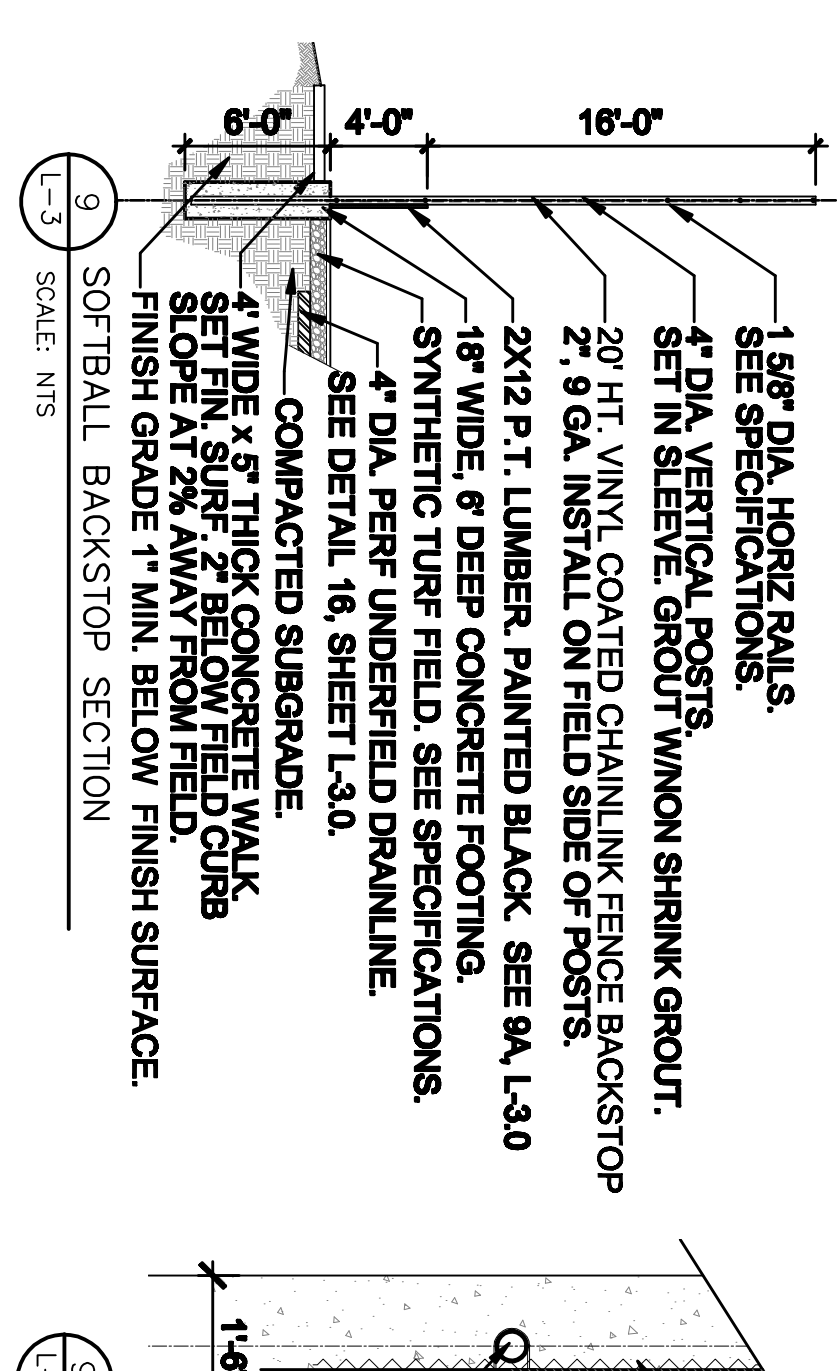 1 5/8" DIA. HORIZ RAILS.
SEE SPECIFICATIONS.
4" DIA. VERTICAL POSTS.
SET IN SLEEVE. GROUT W/NON SHRINK GROUT.
20' HT. VINYL COATED CHAINLINK FENCE BACKSTOP
2", 9 GA. INSTALL ON FIELD SIDE OF POSTS.
2X12 P.T. LUMBER. PAINTED BLACK SEE 9A, L-3.0
18" WIDE, 6' DEEP CONCRETE FOOTING.
SYNTHETIC TURF FIELD. SEE SPECIFICATIONS.
4" DIA. PERF UNDERFIELD DRAINLINE.
SEE DETAIL 16, SHEET L-3.0.
COMPACTED SUBGRADE.
4' WIDE x 5" THICK CONCRETE WALK.
SET FIN. SURF. 2" BELOW FIELD CURB
SLOPE AT 2% AWAY FROM FIELD.
FINISH GRADE 1" MIN. BELOW FINISH SURFACE.
16'-0"
4'-0"
6'-0"
9
L-3
SOFTBALL BACKSTOP SECTION
SCALE: NTS
1'-6